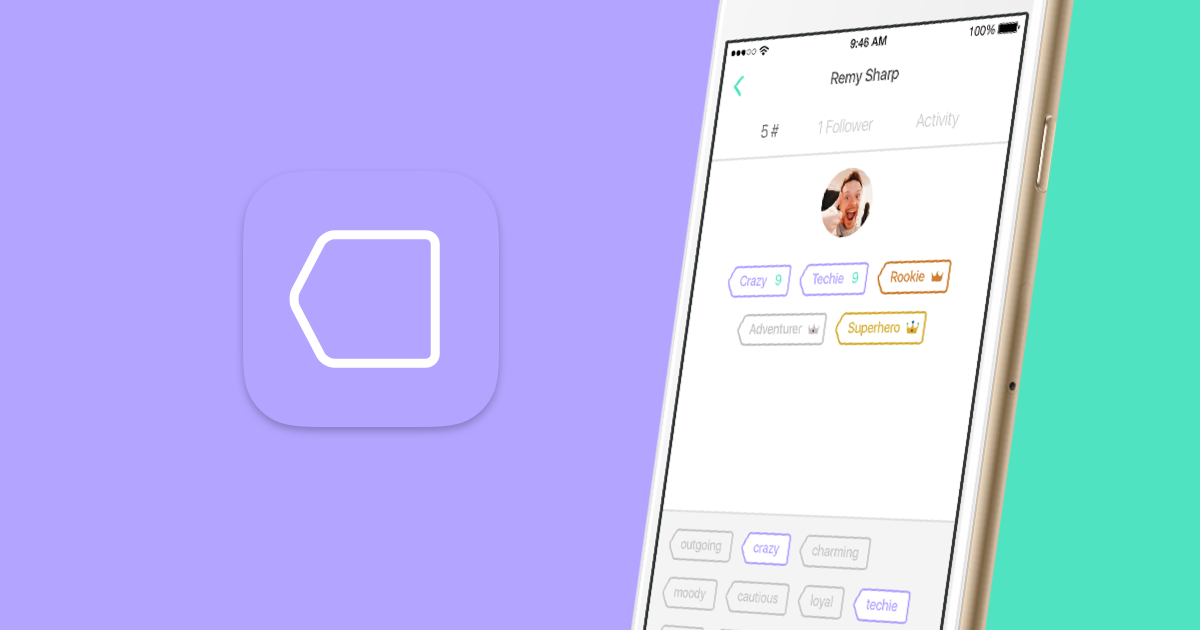 9:46 AM 100%
Remy Sharp
5 # 1 Follower Activity
Crazy 9 Techie 9 Rookie
Adventurer Superhero
outgoing crazy charming
moody cautious loyal techie